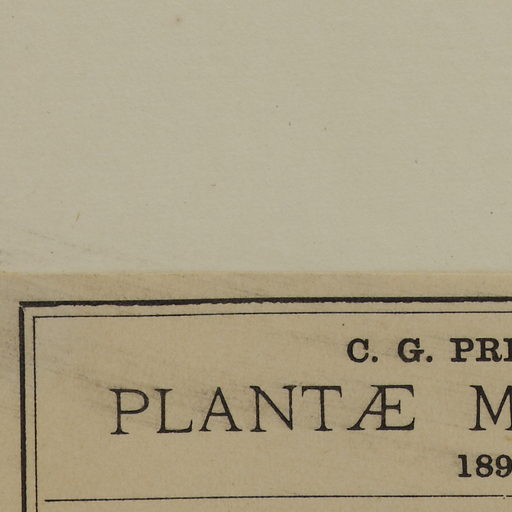 C. G. PRI
PLANTÆ M
189